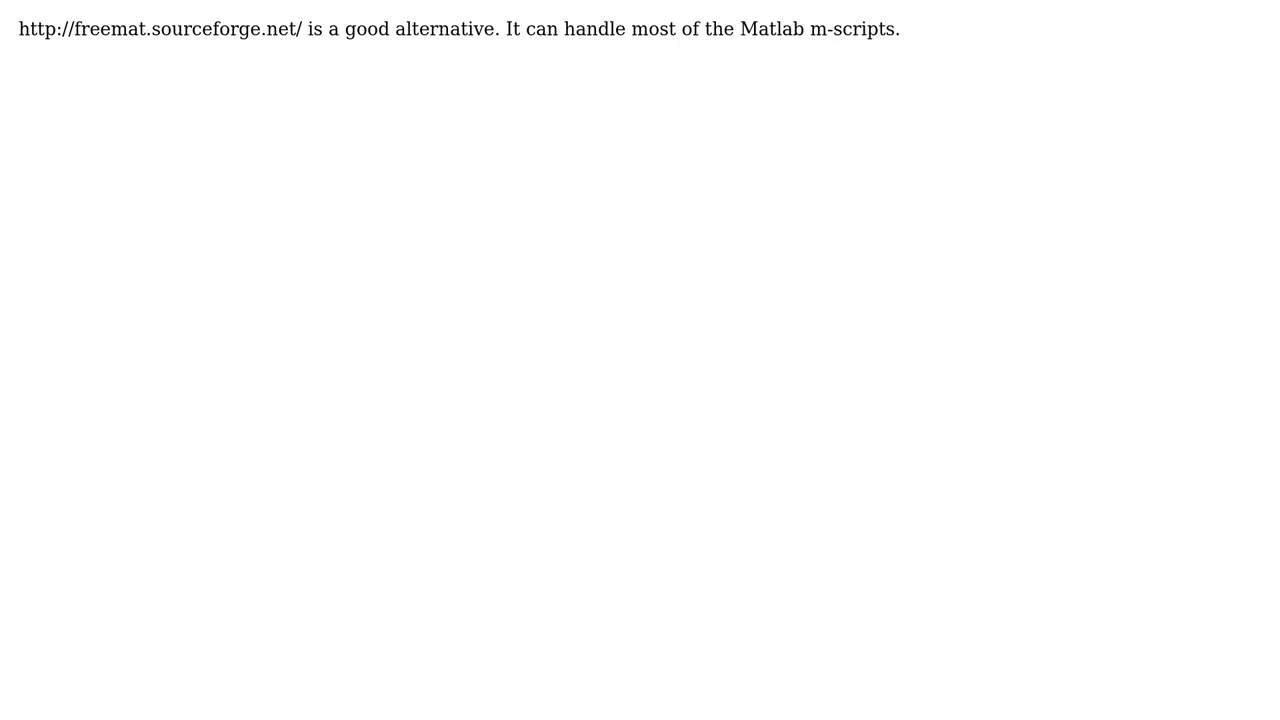 http://freemat.sourceforge.net/ is a good alternative. It can handle most of the Matlab m-scripts.